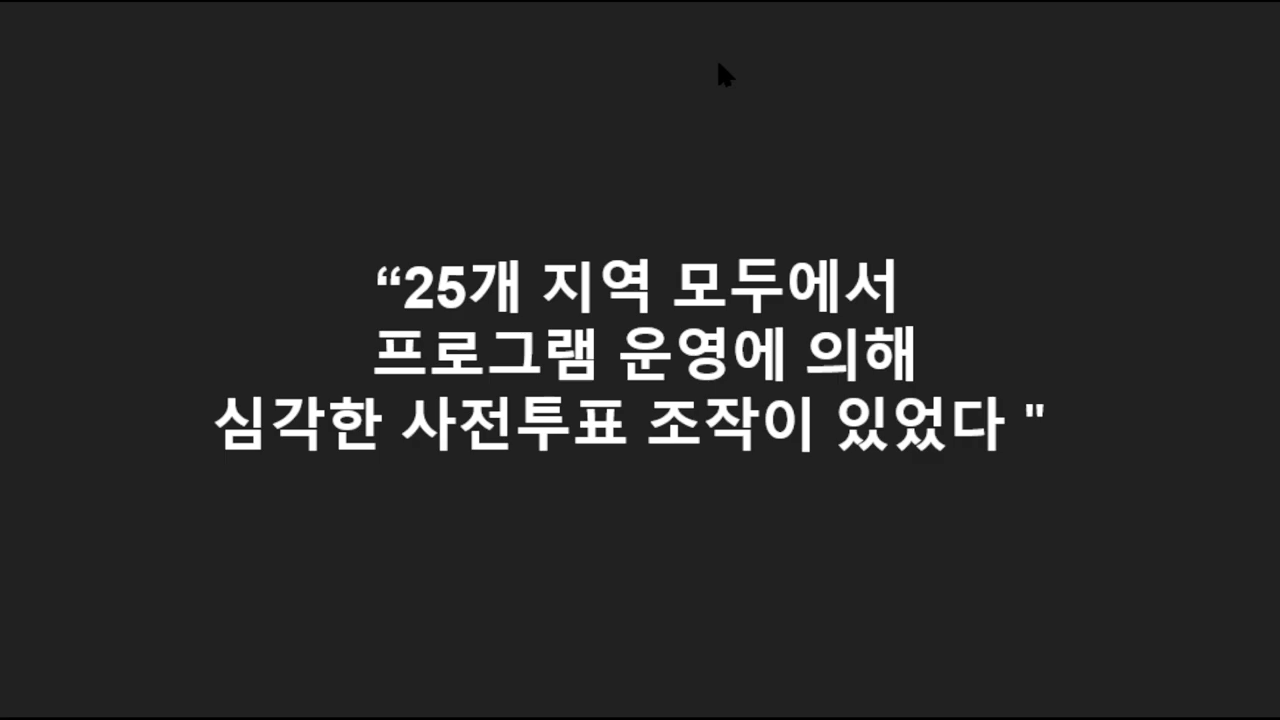 “25개 지역 모두에서
프로그램 운영에 의해
심각한 사전투표 조작이 있었다 "